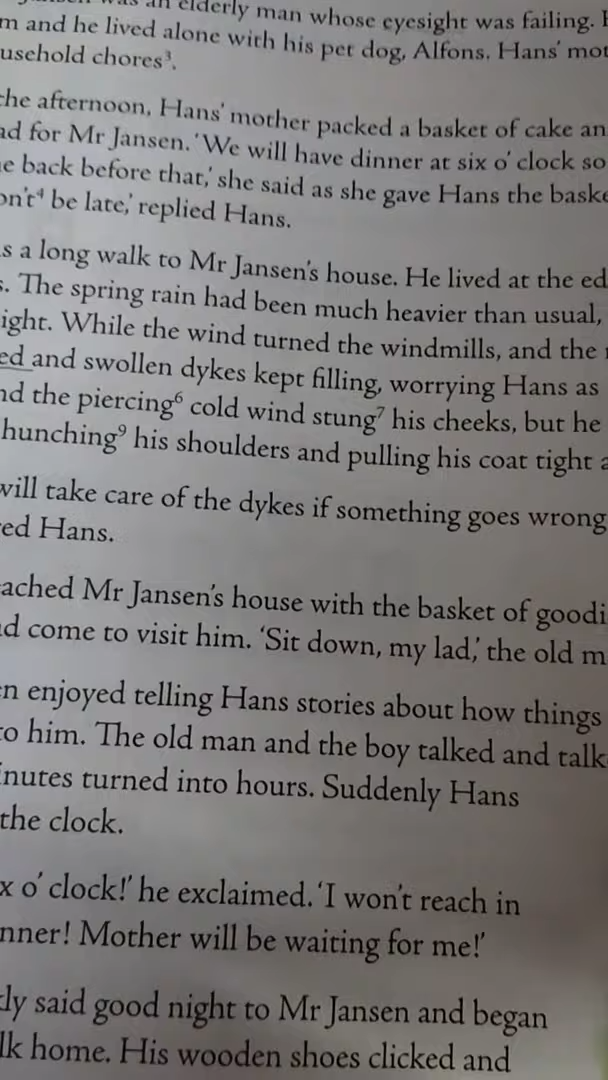 was an elderly man whose eyesight was failing.
m and he lived alone with his pet dog, Alfons. Hans' mot
usehold chores³.
the afternoon, Hans' mother packed a basket of cake an
ad for Mr Jansen. 'We will have dinner at six o' clock so
e back before that,' she said as she gave Hans the baske
on't⁴ be late,' replied Hans.
s a long walk to Mr Jansen's house. He lived at the ed
s. The spring rain had been much heavier than usual,
ight. While the wind turned the windmills, and the
ed and swollen dykes kept filling, worrying Hans as
nd the piercing⁶ cold wind stung⁷ his cheeks, but he
hunching⁹ his shoulders and pulling his coat tight a
will take care of the dykes if something goes wrong
ed Hans.
ached Mr Jansen's house with the basket of goodi
d come to visit him. 'Sit down, my lad,' the old m
en enjoyed telling Hans stories about how things
to him. The old man and the boy talked and talk
inutes turned into hours. Suddenly Hans
the clock.
x o' clock!' he exclaimed. 'I won't reach in
nner! Mother will be waiting for me!'
kly said good night to Mr Jansen and began
lk home. His wooden shoes clicked and